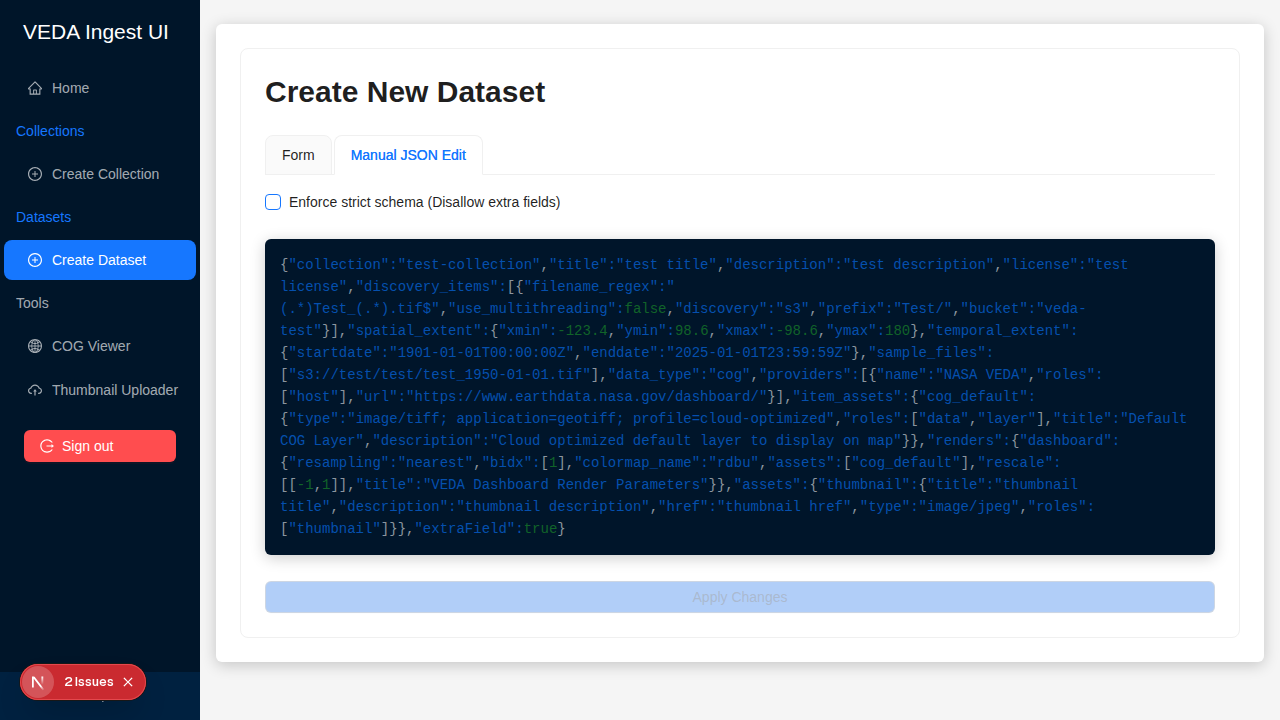 VEDA Ingest UI
Home
Collections
Create Collection
Datasets
Create Dataset
Tools
COG Viewer
Thumbnail Uploader
Sign out
2 Issues
Create New Dataset
Form
Manual JSON Edit
Enforce strict schema (Disallow extra fields)
{"collection":"test-collection","title":"test title","description":"test description","license":"test
license","discovery_items":[{"filename_regex":"
(.*)Test_(.*).tif$","use_multithreading":false,"discovery":"s3","prefix":"Test/","bucket":"veda-
test"}],"spatial_extent":{"xmin":-123.4,"ymin":98.6,"xmax":-98.6,"ymax":180},"temporal_extent":
{"startdate":"1901-01-01T00:00:00Z","enddate":"2025-01-01T23:59:59Z"},"sample_files":
["s3://test/test/test_1950-01-01.tif"],"data_type":"cog","providers":[{"name":"NASA VEDA","roles":
["host"],"url":"https://www.earthdata.nasa.gov/dashboard/"}],"item_assets":{"cog_default":
{"type":"image/tiff; application=geotiff; profile=cloud-optimized","roles":["data","layer"],"title":"Default
COG Layer","description":"Cloud optimized default layer to display on map"}},"renders":{"dashboard":
{"resampling":"nearest","bidx":[1],"colormap_name":"rdbu","assets":["cog_default"],"rescale":
[[-1,1]],"title":"VEDA Dashboard Render Parameters"}},"assets":{"thumbnail":{"title":"thumbnail
title","description":"thumbnail description","href":"thumbnail href","type":"image/jpeg","roles":
["thumbnail"]}},"extraField":true}
Apply Changes